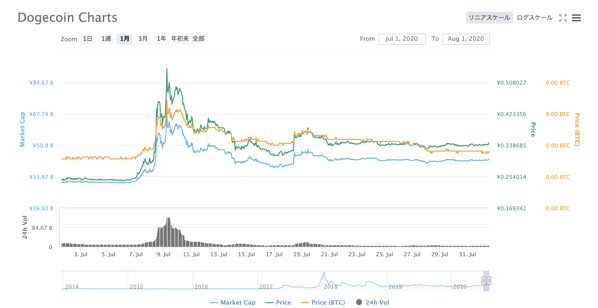 Dogecoin Charts
リニアスケール ログスケール
Zoom 1日 1週 1月 3月 1年 年初来 全部 From Jul 1, 2020 To Aug 1, 2020
¥84.67 B ¥0.508027 0.00 BTC
¥67.74 B ¥0.423356 0.00 BTC
¥50.8 B ¥0.338685 0.00 BTC
¥33.87 B ¥0.254014 0.00 BTC
¥16.93 B ¥0.169342 0.00 BTC
Market Cap
Price
Price (BTC)
24h Vol
84.67 B
0
3. Jul 5. Jul 7. Jul 9. Jul 11. Jul 13. Jul 15. Jul 17. Jul 19. Jul 21. Jul 23. Jul 25. Jul 27. Jul 29. Jul 31. Jul
2014 2015 2016 2017 2018 2019 2020
Market Cap Price Price (BTC) 24h Vol